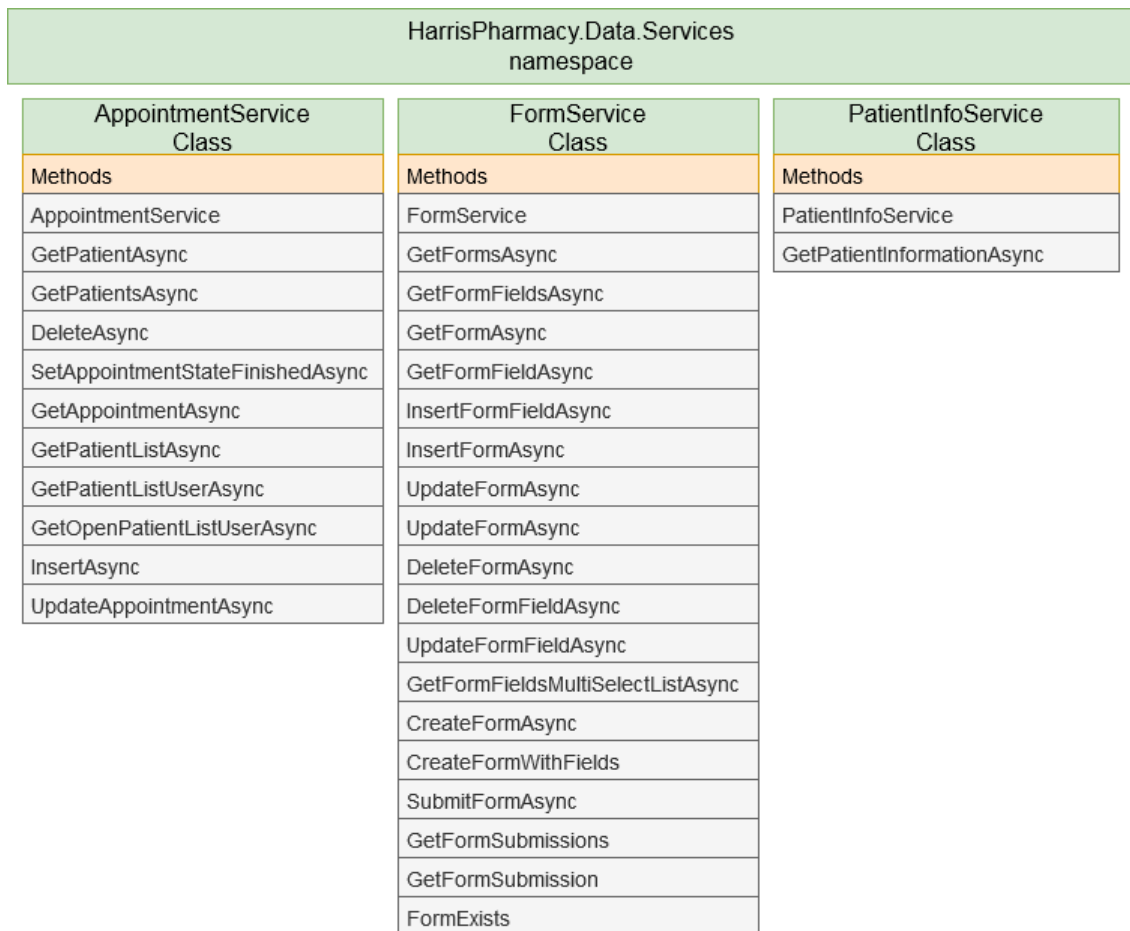 HarrisPharmacy.Data.Services
namespace
AppointmentService
Class
Methods
AppointmentService
GetPatientAsync
GetPatientsAsync
DeleteAsync
SetAppointmentStateFinishedAsync
GetAppointmentAsync
GetPatientListAsync
GetPatientListUserAsync
GetOpenPatientListUserAsync
InsertAsync
UpdateAppointmentAsync
FormService
Class
Methods
FormService
GetFormsAsync
GetFormFieldsAsync
GetFormAsync
GetFormFieldAsync
InsertFormFieldAsync
InsertFormAsync
UpdateFormAsync
UpdateFormAsync
DeleteFormAsync
DeleteFormFieldAsync
UpdateFormFieldAsync
GetFormFieldsMultiSelectListAsync
CreateFormAsync
CreateFormWithFields
SubmitFormAsync
GetFormSubmissions
GetFormSubmission
FormExists
PatientInfoService
Class
Methods
PatientInfoService
GetPatientInformationAsync